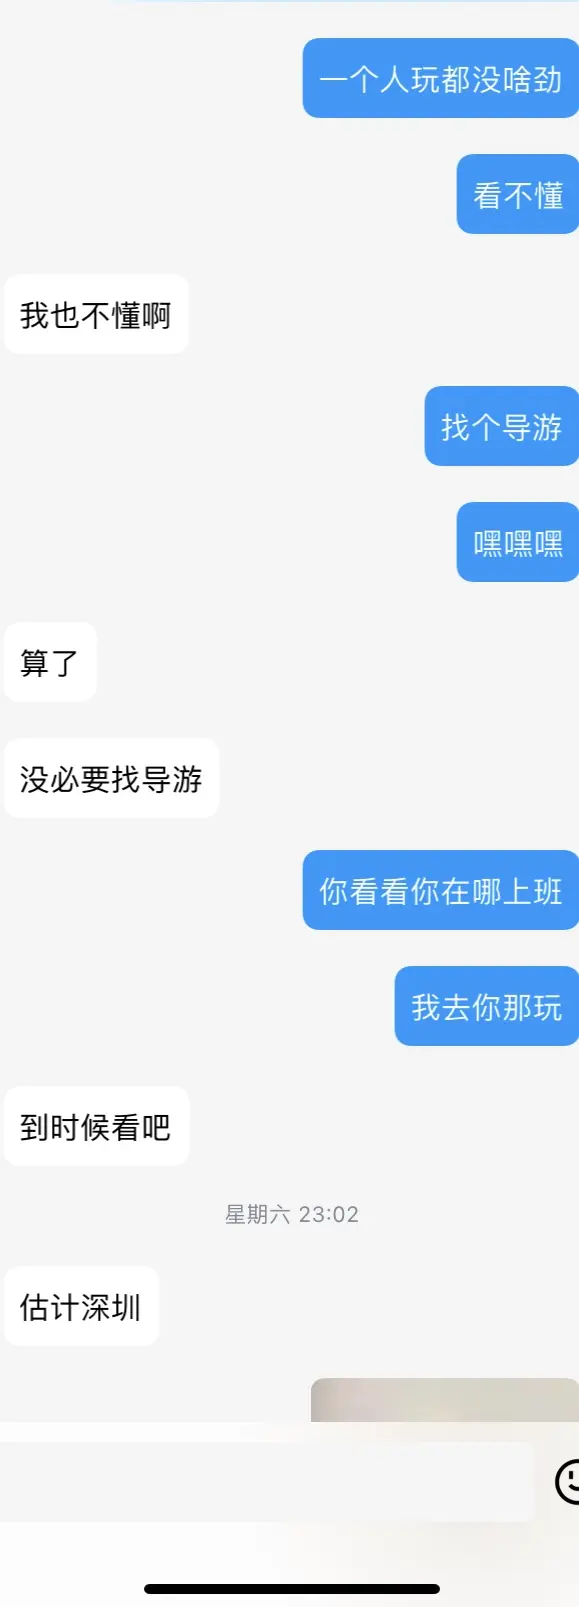 一个人玩都没啥劲
看不懂
我也不懂啊
找个导游
嘿嘿嘿
算了
没必要找导游
你看看你在哪上班
我去你那玩
到时候看吧
星期六 23:02
估计深圳